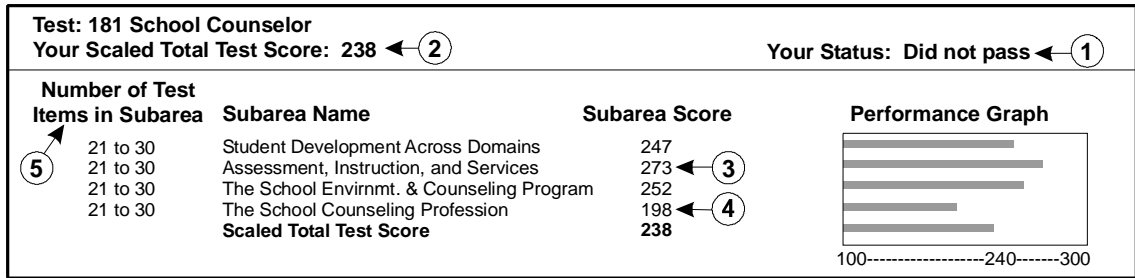 Test: 181 School Counselor
Your Scaled Total Test Score: 238 2
Your Status: Did not pass 1
Number of Test
Items in Subarea Subarea Name Subarea Score Performance Graph
5
21 to 30 Student Development Across Domains 247
21 to 30 Assessment, Instruction, and Services 273 3
21 to 30 The School Envirnmt. & Counseling Program 252
21 to 30 The School Counseling Profession 198 4
Scaled Total Test Score 238
100-------------------240-------300